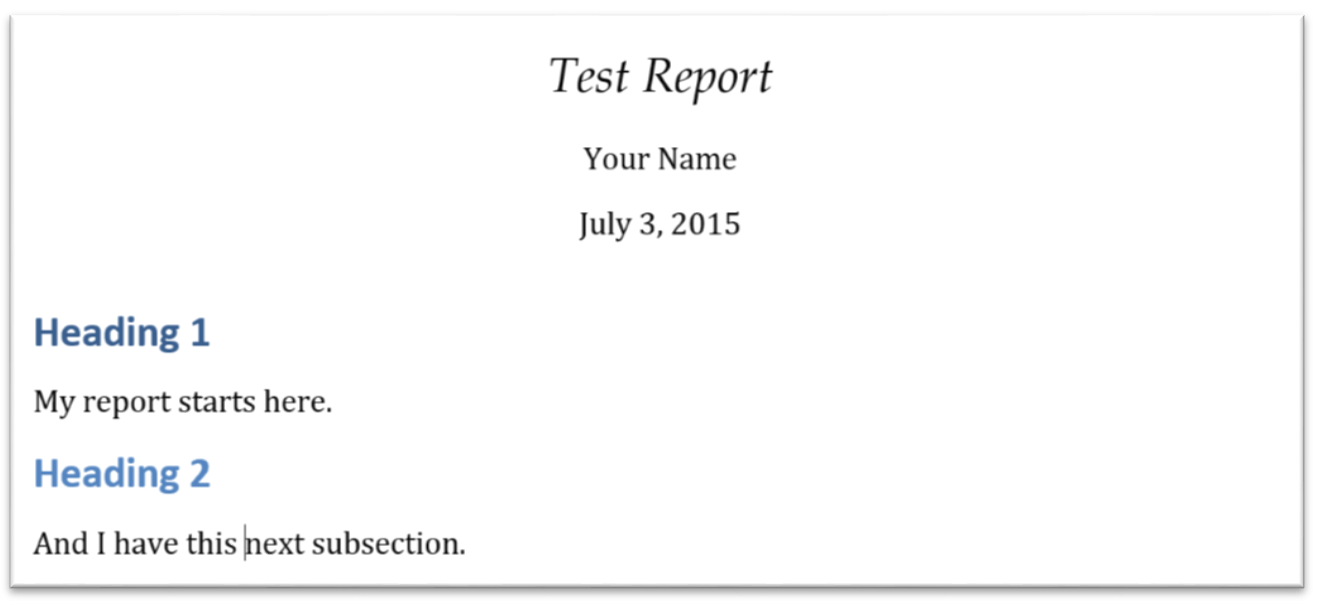 Test Report
Your Name
July 3, 2015
Heading 1
My report starts here.
Heading 2
And I have this next subsection.